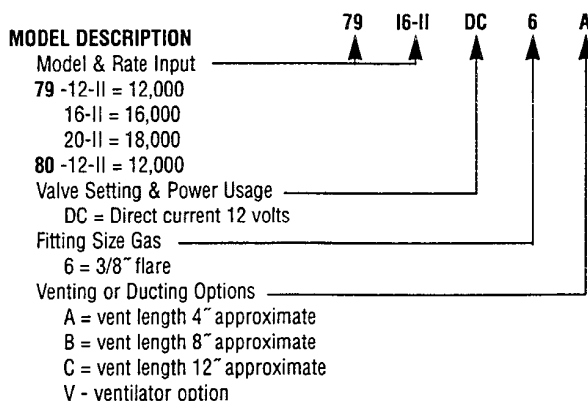 79 16-II DC 6 A
MODEL DESCRIPTION
Model & Rate Input
79 -12-II = 12,000
16-II = 16,000
20-II = 18,000
80 -12-II = 12,000
Valve Setting & Power Usage
DC = Direct current 12 volts
Fitting Size Gas
6 = 3/8˝ flare
Venting or Ducting Options
A = vent length 4˝ approximate
B = vent length 8˝ approximate
C = vent length 12˝ approximate
V - ventilator option